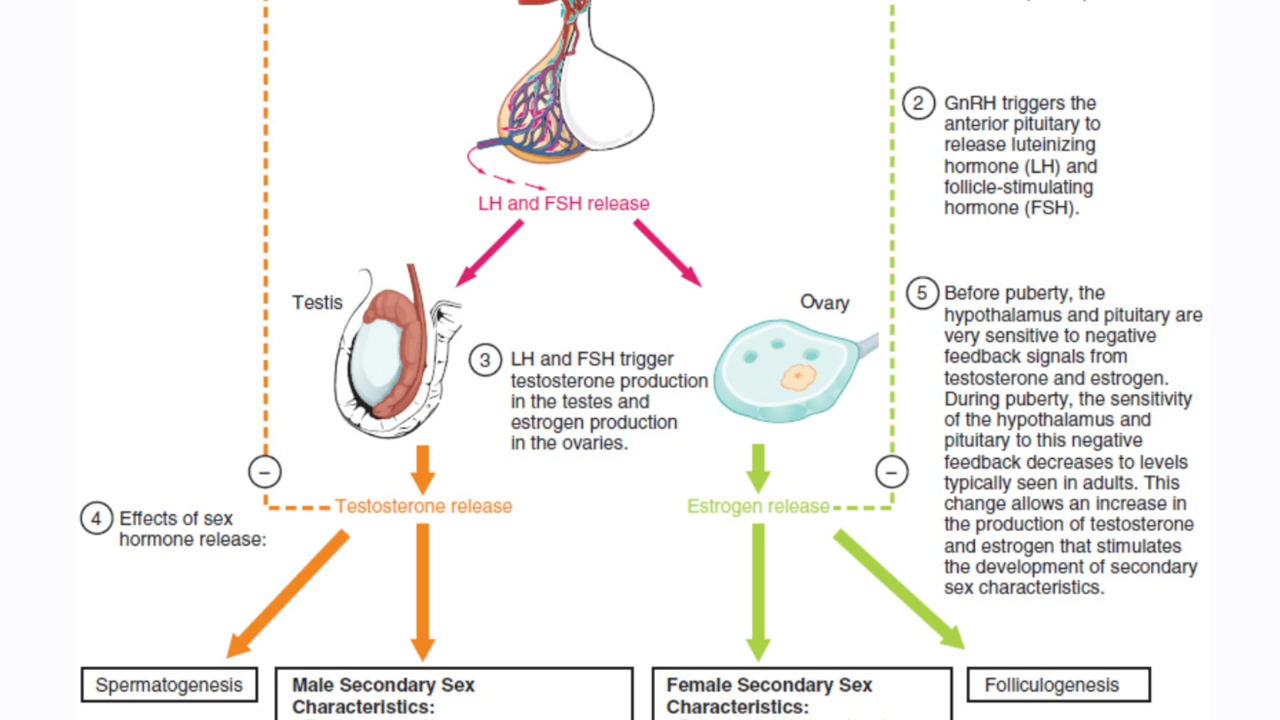 2 GnRH triggers the
anterior pituitary to
release luteinizing
hormone (LH) and
follicle-stimulating
hormone (FSH).
LH and FSH release
Testis
Ovary
3 LH and FSH trigger
testosterone production
in the testes and
estrogen production
in the ovaries.
5 Before puberty, the
hypothalamus and pituitary are
very sensitive to negative
feedback signals from
testosterone and estrogen.
During puberty, the sensitivity
of the hypothalamus and
pituitary to this negative
feedback decreases to levels
typically seen in adults. This
change allows an increase in
the production of testosterone
and estrogen that stimulates
the development of secondary
sex characteristics.
−
−
Testosterone release
Estrogen release
4 Effects of sex
hormone release:
Spermatogenesis
Male Secondary Sex
Characteristics:
Female Secondary Sex
Characteristics:
Folliculogenesis